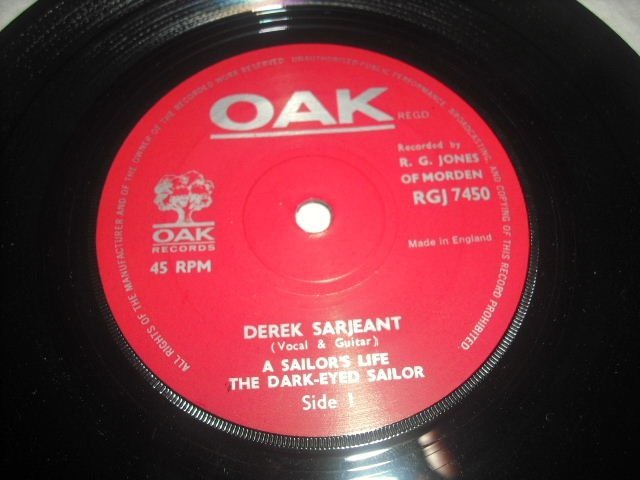 ALL RIGHTS OF THE MANUFACTURER AND OF THE OWNER OF THE RECORDED WORK RESERVED. UNAUTHORISED PUBLIC PERFORMANCE, BROADCASTING AND COPYING OF THIS RECORD PROHIBITED
OAK
REGD.
Recorded by
R. G. JONES
OF MORDEN
RGJ 7450
OAK
RECORDS
45 RPM
Made in England
DEREK SARJEANT
(Vocal & Guitar)
A SAILOR'S LIFE
THE DARK-EYED SAILOR
Side 1